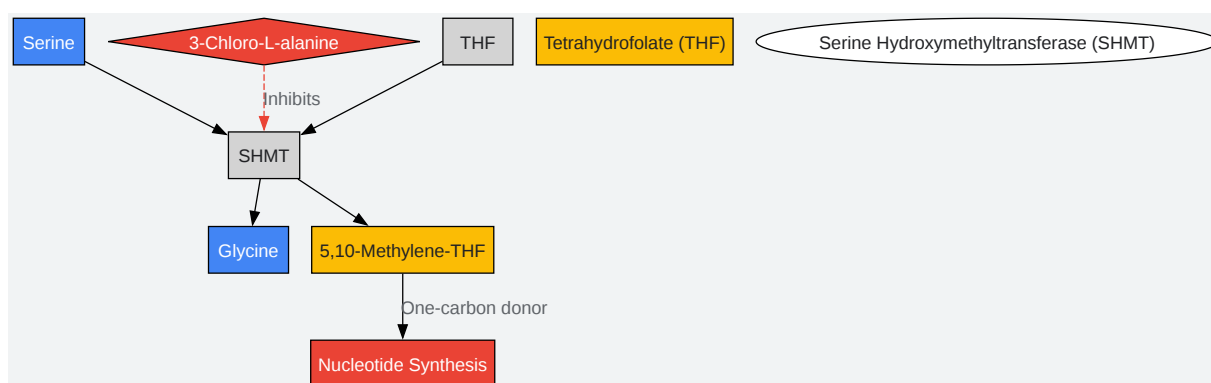 Serine
3-Chloro-L-alanine
THF
Tetrahydrofolate (THF)
Serine Hydroxymethyltransferase (SHMT)
Inhibits
SHMT
Glycine
5,10-Methylene-THF
One-carbon donor
Nucleotide Synthesis